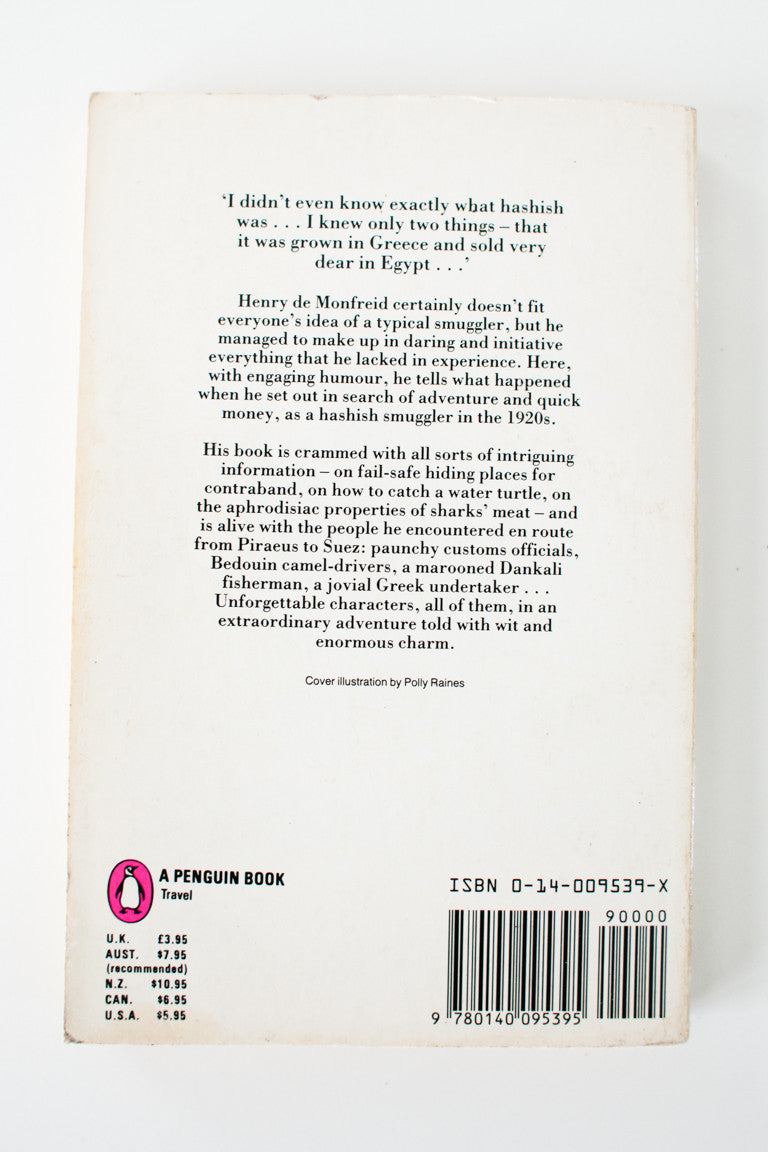 ‘I didn’t even know exactly what hashish
was . . . I knew only two things – that
it was grown in Greece and sold very
dear in Egypt . . .’
Henry de Monfreid certainly doesn’t fit
everyone’s idea of a typical smuggler, but he
managed to make up in daring and initiative
everything that he lacked in experience. Here,
with engaging humour, he tells what happened
when he set out in search of adventure and quick
money, as a hashish smuggler in the 1920s.
His book is crammed with all sorts of intriguing
information – on fail-safe hiding places for
contraband, on how to catch a water turtle, on
the aphrodisiac properties of sharks’ meat – and
is alive with the people he encountered en route
from Piraeus to Suez: paunchy customs officials,
Bedouin camel-drivers, a marooned Dankali
fisherman, a jovial Greek undertaker . . .
Unforgettable characters, all of them, in an
extraordinary adventure told with wit and
enormous charm.
Cover illustration by Polly Raines
A PENGUIN BOOK
Travel
U.K. £3.95
AUST. $7.95
(recommended)
N.Z. $10.95
CAN. $6.95
U.S.A. $5.95
ISBN 0-14-009539-X
90000
9 780140 095395